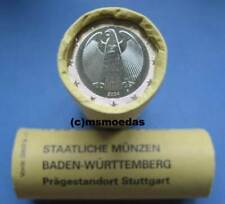 (c)msmoedas
STAATLICHE MÜNZEN
BADEN-WÜRTTEMBERG
Prägestandort Stuttgart